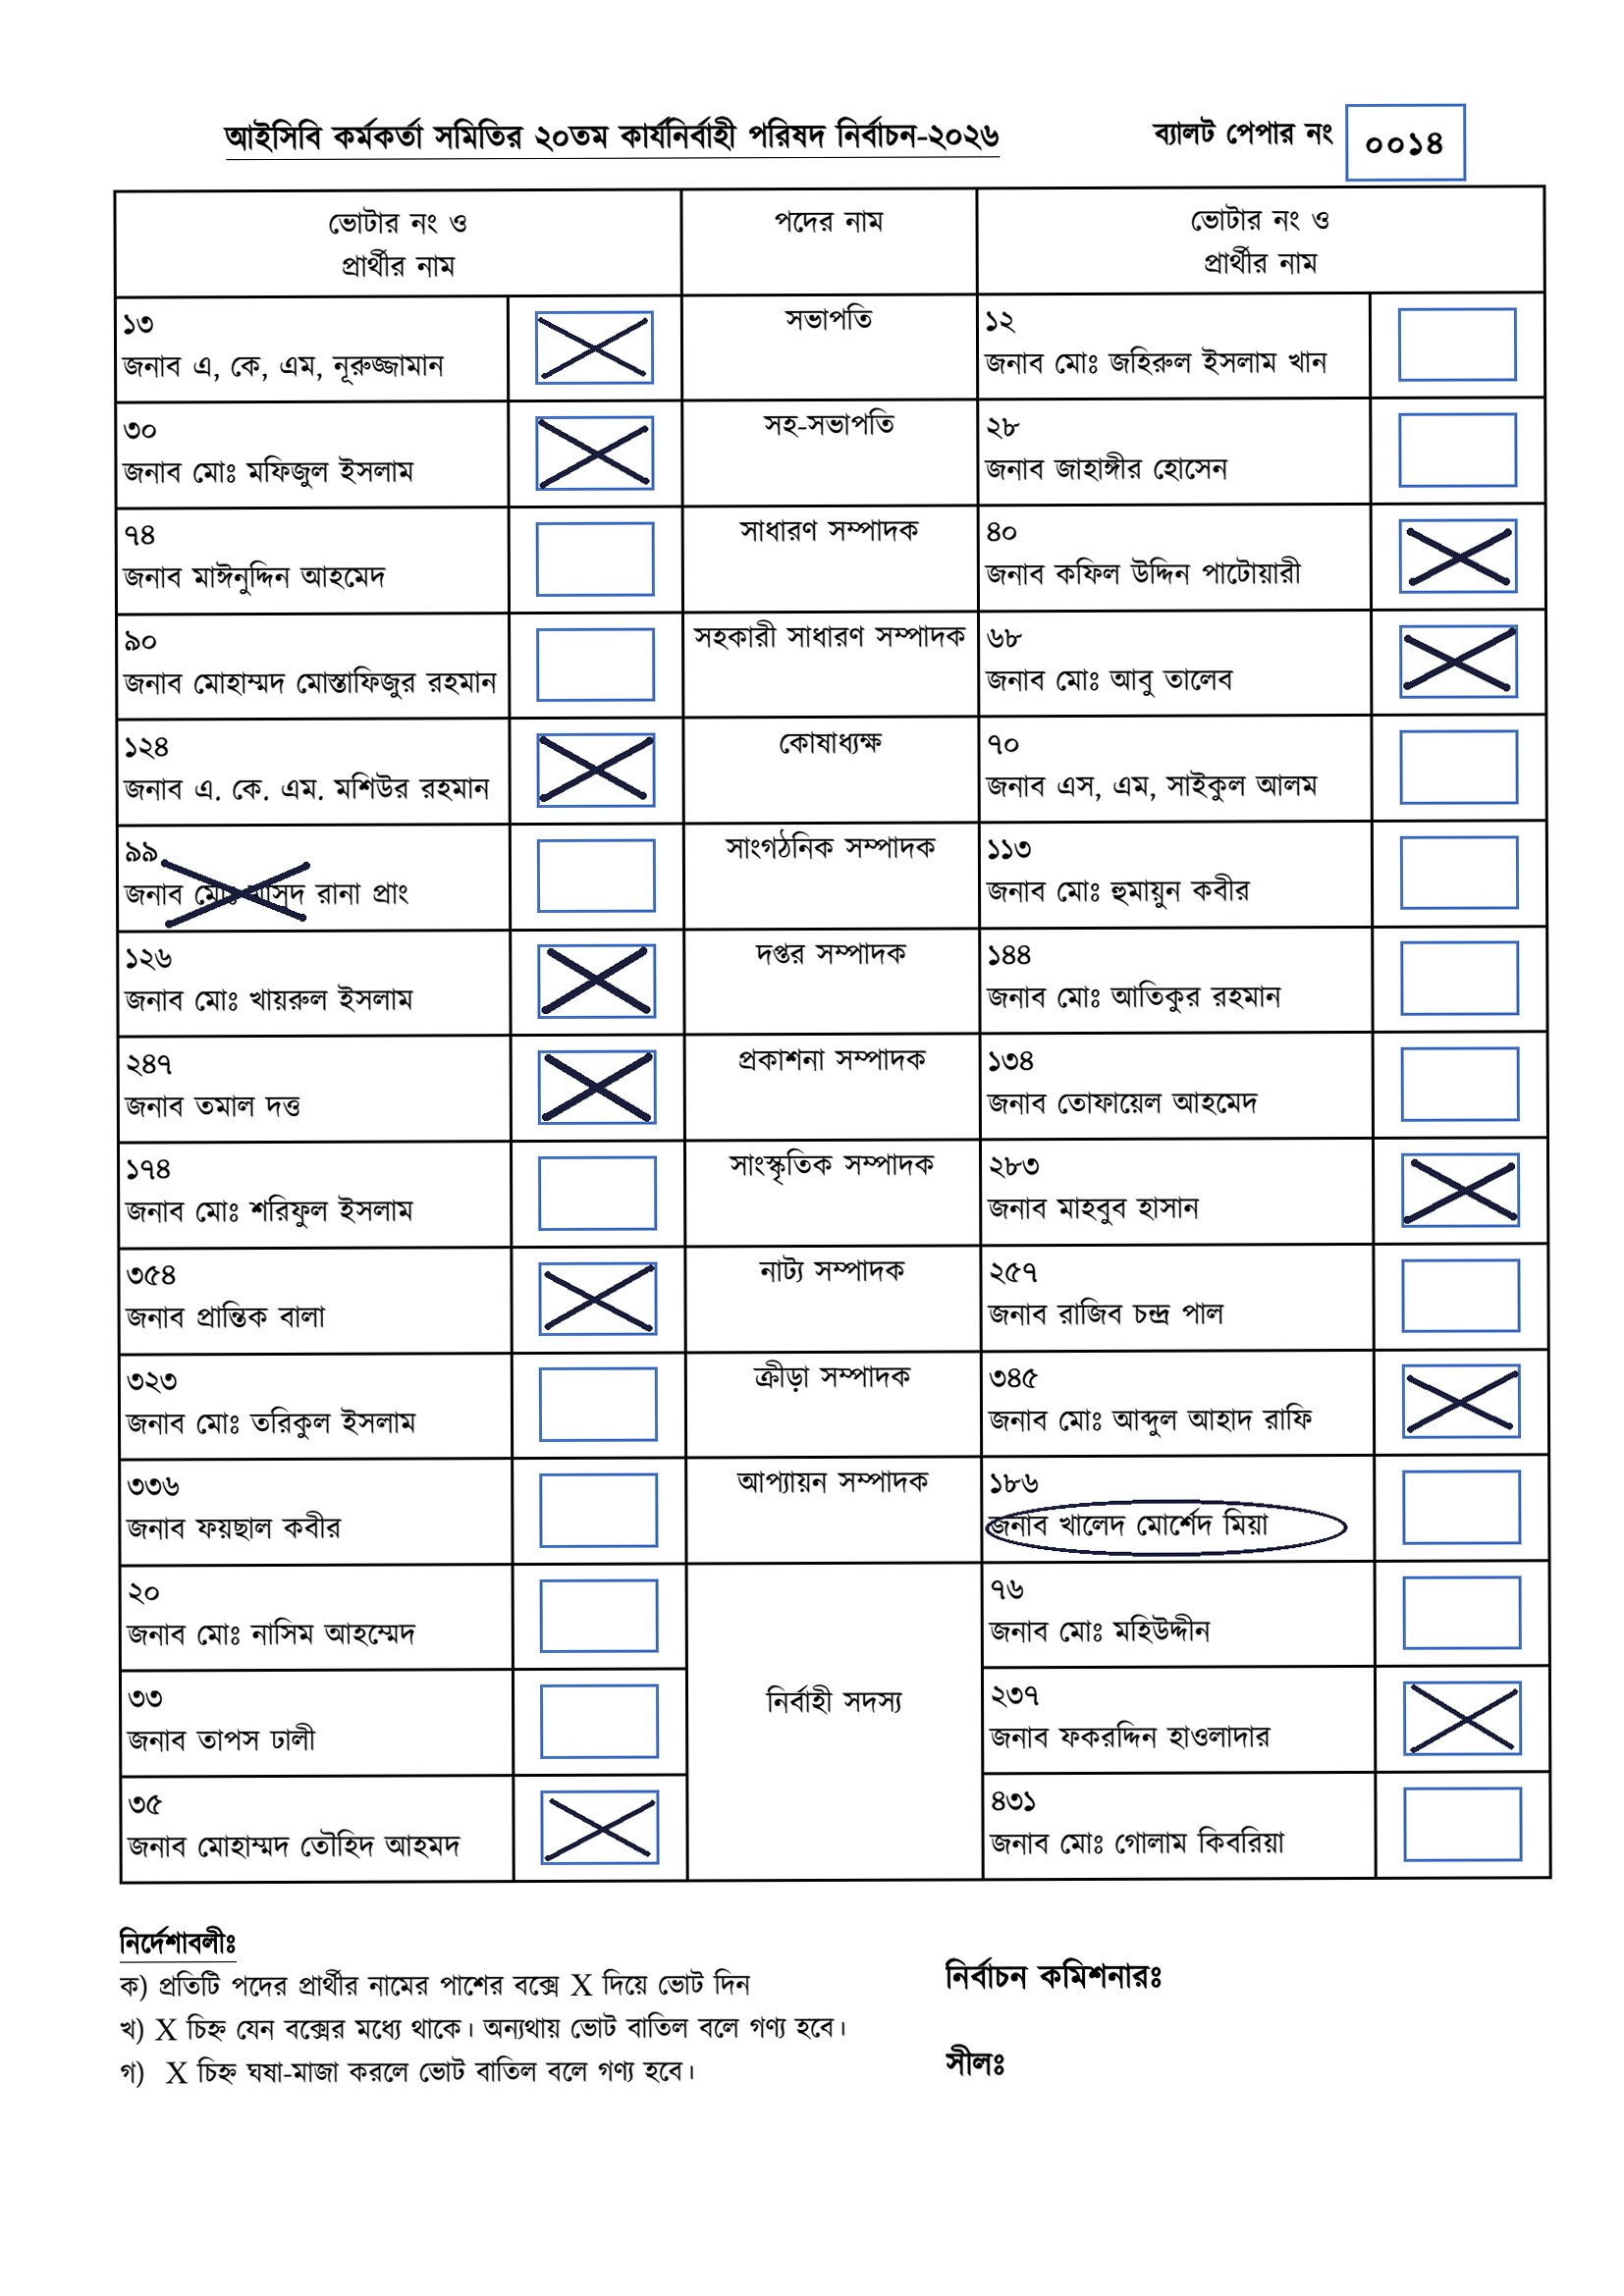 আইসিবি কর্মকর্তা সমিতির ২০তম কার্যনির্বাহী পরিষদ নির্বাচন-২০২৬ ব্যালট পেপার নং ০০১৪
ভোটার নং ও
প্রার্থীর নাম
পদের নাম
ভোটার নং ও
প্রার্থীর নাম
১৩
জনাব এ, কে, এম, নূরুজ্জামান
সভাপতি
১২
জনাব মোঃ জহিরুল ইসলাম খান
৩০
জনাব মোঃ মফিজুল ইসলাম
সহ-সভাপতি
২৮
জনাব জাহাঙ্গীর হোসেন
৭৪
জনাব মাঈনুদ্দিন আহমেদ
সাধারণ সম্পাদক
৪০
জনাব কফিল উদ্দিন পাটোয়ারী
৯০
জনাব মোহাম্মদ মোস্তাফিজুর রহমান
সহকারী সাধারণ সম্পাদক
৬৮
জনাব মোঃ আবু তালেব
১২৪
জনাব এ. কে. এম. মশিউর রহমান
কোষাধ্যক্ষ
৭০
জনাব এস, এম, সাইকুল আলম
৯৯
জনাব মোঃ মাসুদ রানা প্রাং
সাংগঠনিক সম্পাদক
১১৩
জনাব মোঃ হুমায়ুন কবীর
১২৬
জনাব মোঃ খায়রুল ইসলাম
দপ্তর সম্পাদক
১৪৪
জনাব মোঃ আতিকুর রহমান
২৪৭
জনাব তমাল দত্ত
প্রকাশনা সম্পাদক
১৩৪
জনাব তোফায়েল আহমেদ
১৭৪
জনাব মোঃ শরিফুল ইসলাম
সাংস্কৃতিক সম্পাদক
২৮৩
জনাব মাহবুব হাসান
৩৫৪
জনাব প্রান্তিক বালা
নাট্য সম্পাদক
২৫৭
জনাব রাজিব চন্দ্র পাল
৩২৩
জনাব মোঃ তরিকুল ইসলাম
ক্রীড়া সম্পাদক
৩৪৫
জনাব মোঃ আব্দুল আহাদ রাফি
৩৩৬
জনাব ফয়ছাল কবীর
আপ্যায়ন সম্পাদক
১৮৬
জনাব খালেদ মোর্শেদ মিয়া
২০
জনাব মোঃ নাসিম আহম্মেদ
৭৬
জনাব মোঃ মহিউদ্দীন
৩৩
জনাব তাপস ঢালী
নির্বাহী সদস্য
২৩৭
জনাব ফকরদ্দিন হাওলাদার
৩৫
জনাব মোহাম্মদ তৌহিদ আহমদ
৪৩১
জনাব মোঃ গোলাম কিবরিয়া
নির্দেশাবলীঃ
ক) প্রতিটি পদের প্রার্থীর নামের পাশের বক্সে X দিয়ে ভোট দিন
খ) X চিহ্ন যেন বক্সের মধ্যে থাকে। অন্যথায় ভোট বাতিল বলে গণ্য হবে।
গ) X চিহ্ন ঘষা-মাজা করলে ভোট বাতিল বলে গণ্য হবে।
নির্বাচন কমিশনারঃ
সীলঃ